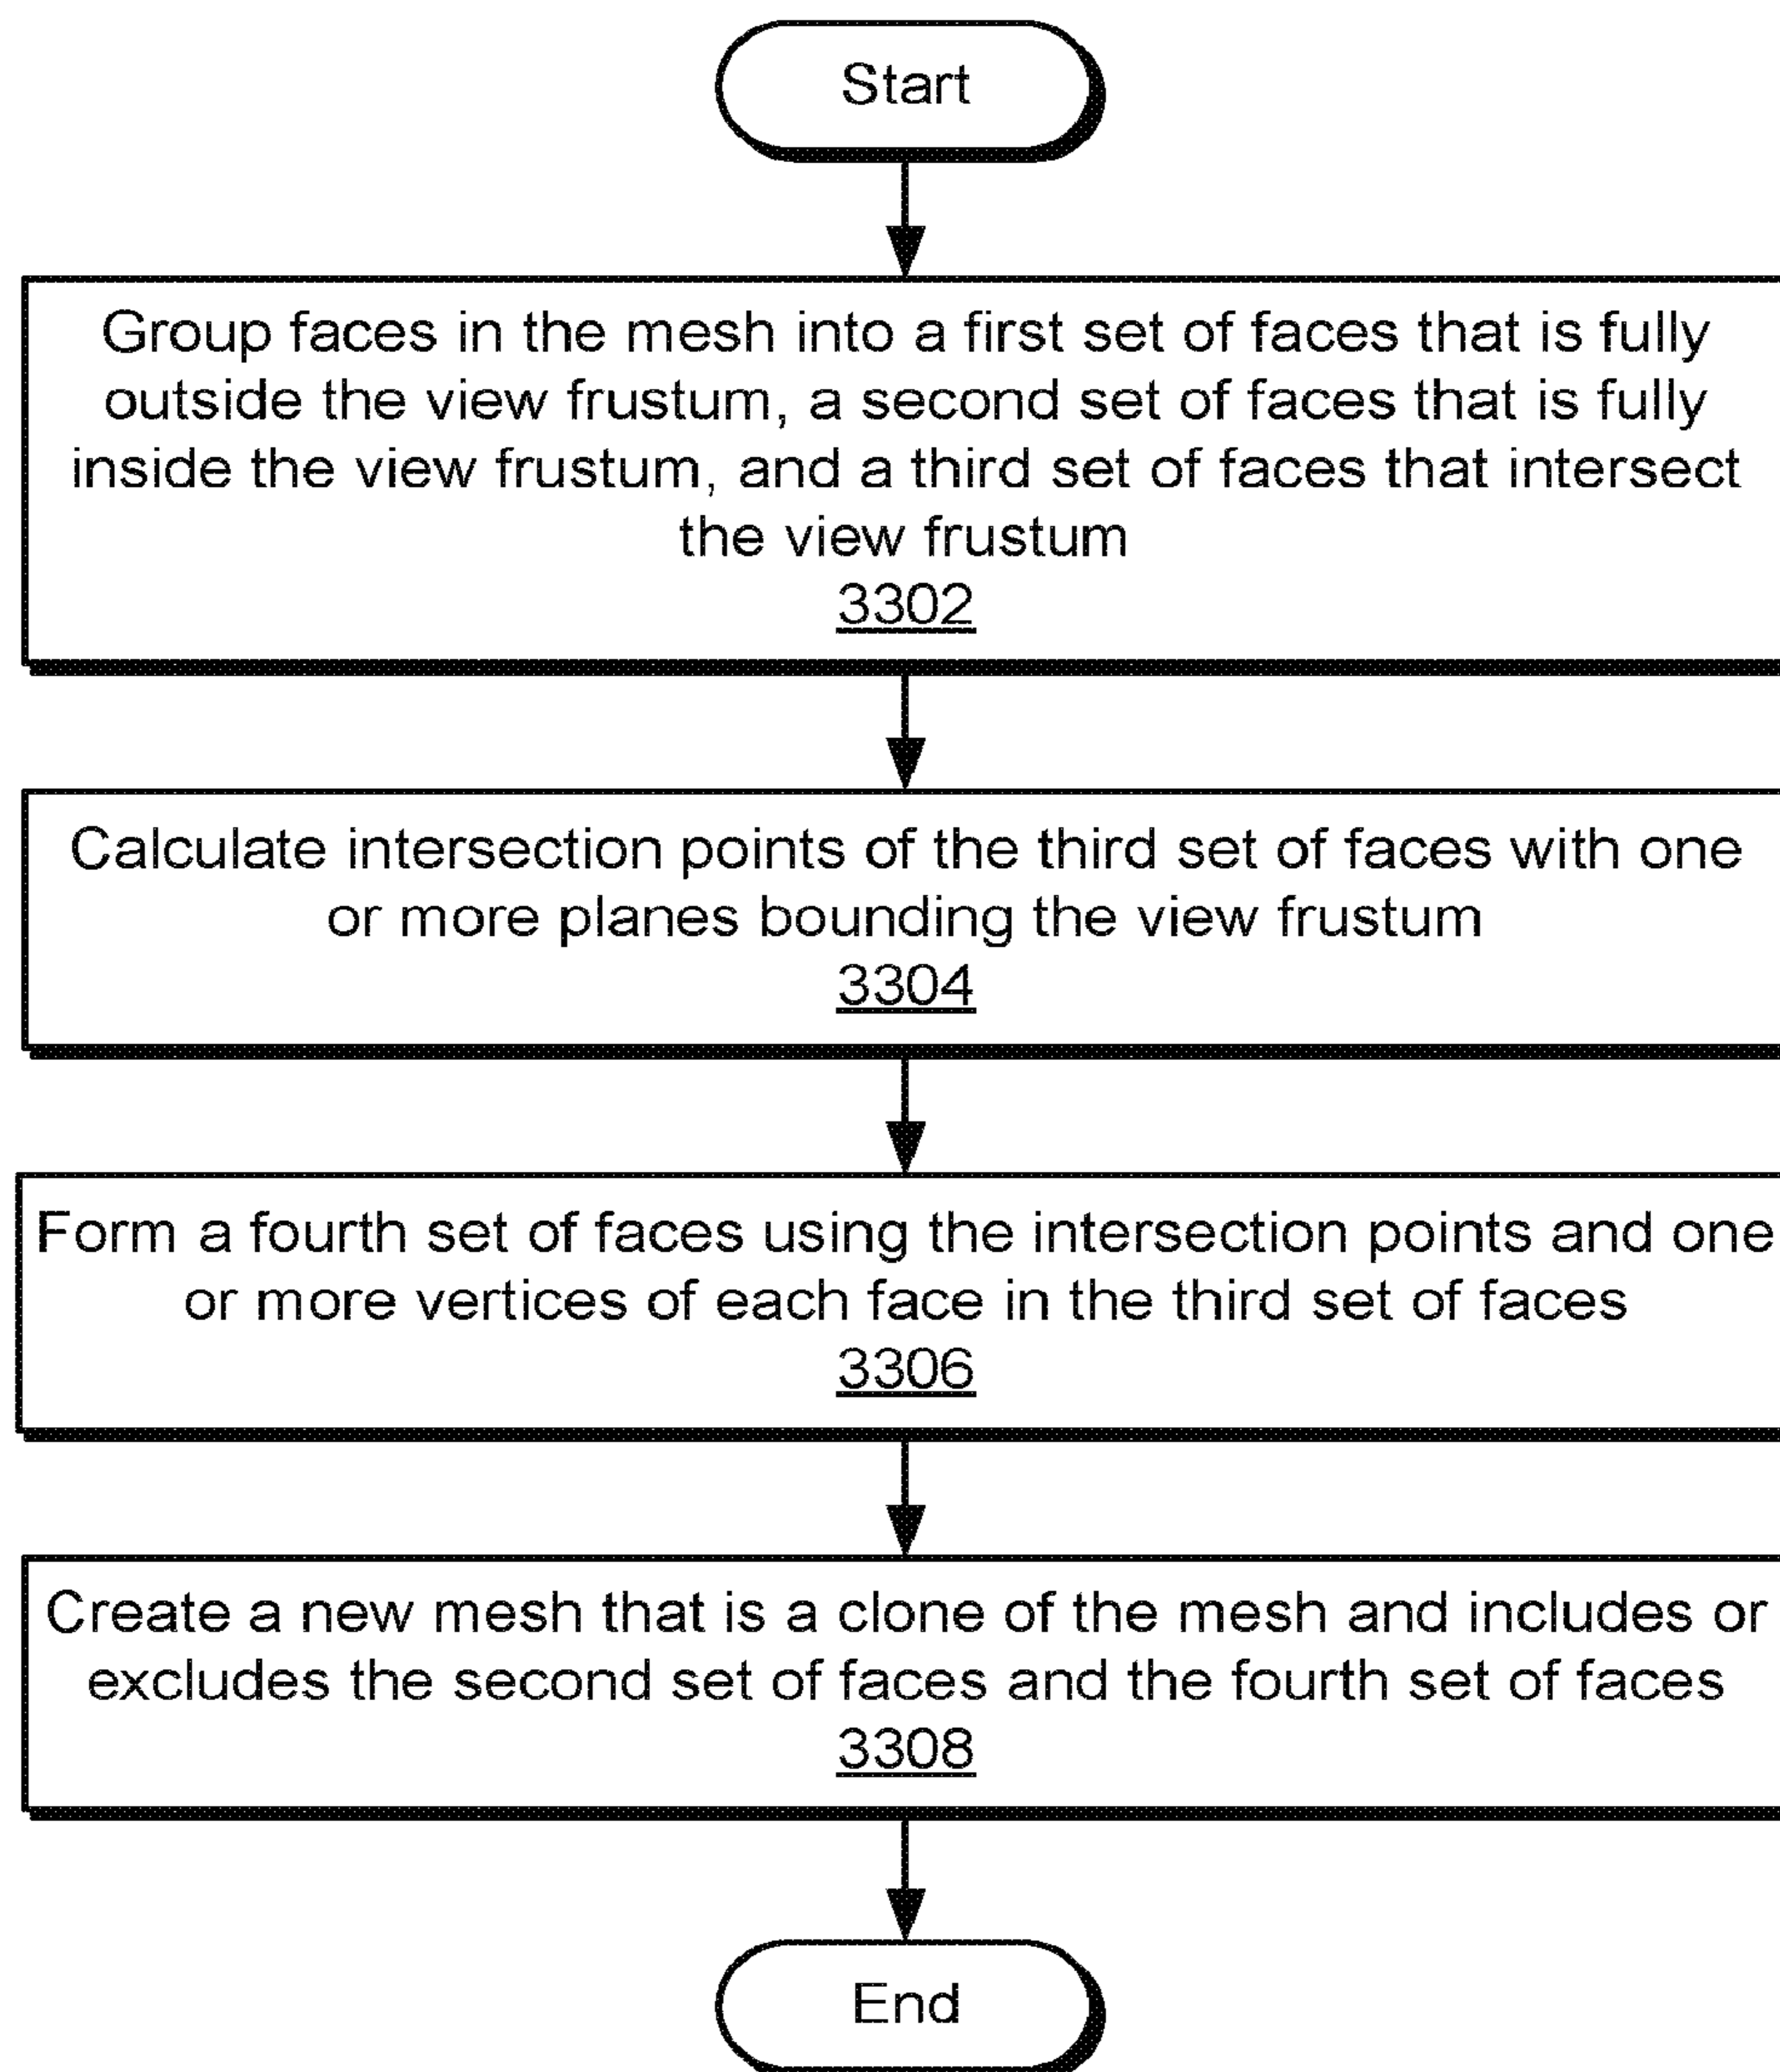 Start
Group faces in the mesh into a first set of faces that is fully
outside the view frustum, a second set of faces that is fully
inside the view frustum, and a third set of faces that intersect
the view frustum
3302
Calculate intersection points of the third set of faces with one
or more planes bounding the view frustum
3304
Form a fourth set of faces using the intersection points and one
or more vertices of each face in the third set of faces
3306
Create a new mesh that is a clone of the mesh and includes or
excludes the second set of faces and the fourth set of faces
3308
End